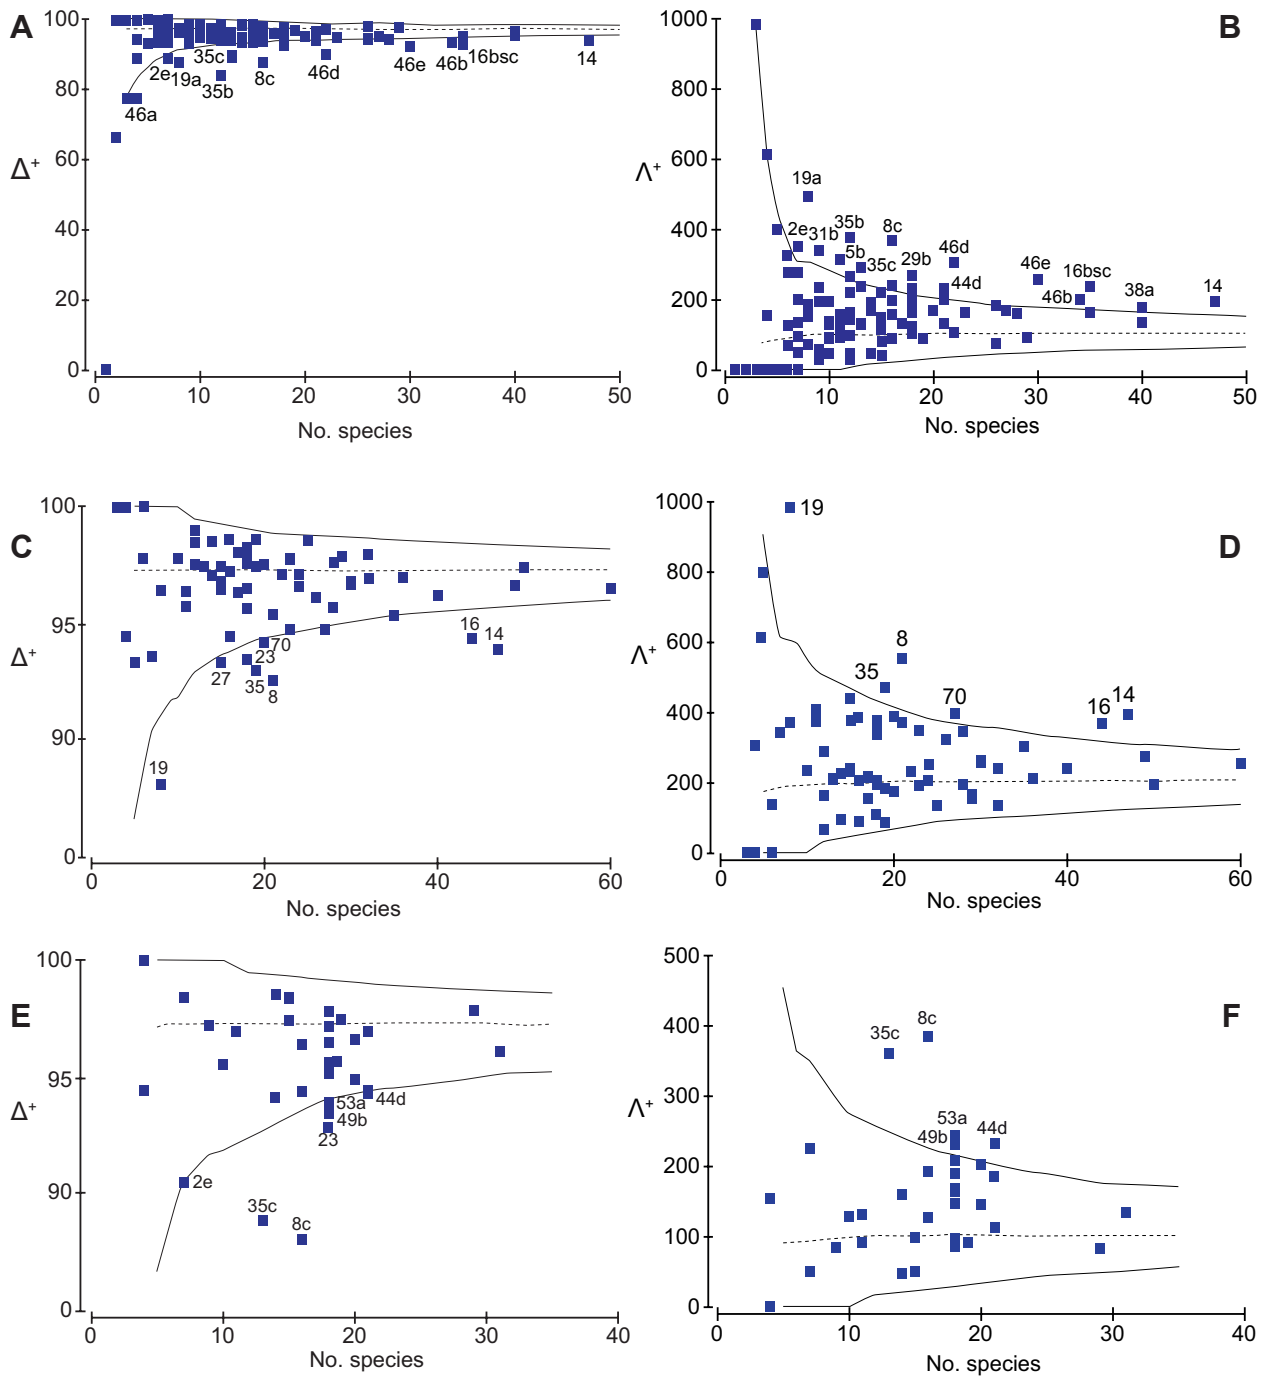 A
100
80
60
40
20
0
Δ+
35c
2e
19a
35b
8c
46d
46e
46b
16bsc
14
46a
0
10
20
30
40
50
No. species
B
1000
800
600
400
200
0
Λ+
19a
2e
31b
35b
8c
5b
35c
29b
46d
44d
46e
16bsc
46b
38a
14
0
10
20
30
40
50
No. species
C
100
95
90
0
Δ+
16
14
70
23
27
35
8
19
0
20
40
60
No. species
D
1000
800
600
400
200
0
Λ+
19
8
35
70
16
14
0
20
40
60
No. species
E
100
95
90
0
Δ+
53a
44d
49b
23
2e
35c
8c
0
10
20
30
40
No. species
F
500
400
300
200
100
0
Λ+
8c
35c
53a
49b
44d
0
10
20
30
40
No. species